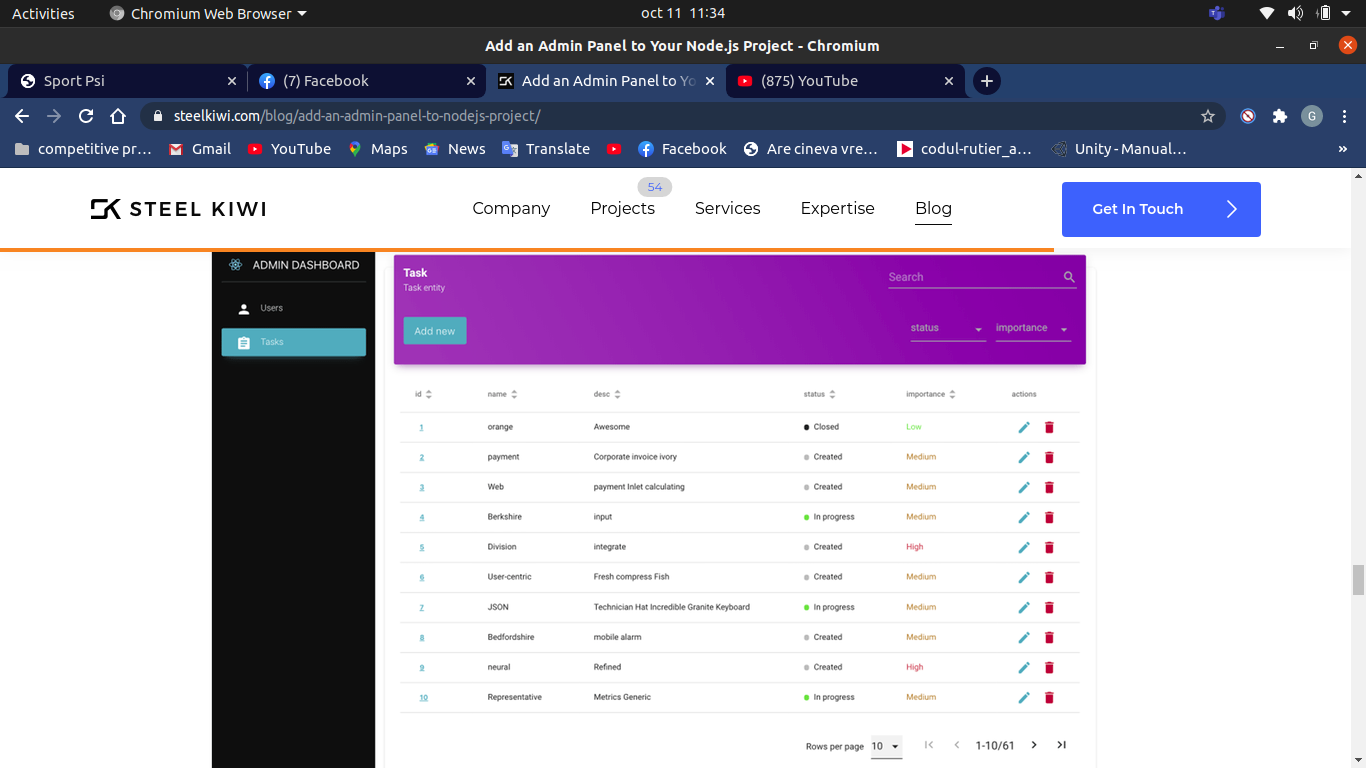 Activities Chromium Web Browser oct 11 11:34
Add an Admin Panel to Your Node.js Project - Chromium
Sport Psi (7) Facebook Add an Admin Panel to Yo (875) YouTube
steelkiwi.com/blog/add-an-admin-panel-to-nodejs-project/ G
competitive pr… Gmail YouTube Maps News Translate Facebook Are cineva vre… codul-rutier_a… Unity - Manual… »
54
STEEL KIWI Company Projects Services Expertise Blog Get In Touch
ADMIN DASHBOARD
Users
Tasks
Task
Task entity
Search
Add new
status importance
id name desc status importance actions
1 orange Awesome Closed Low
2 payment Corporate invoice ivory Created Medium
3 Web payment Inlet calculating Created Medium
4 Berkshire input In progress Medium
5 Division integrate Created High
6 User-centric Fresh compress Fish Created Medium
7 JSON Technician Hat Incredible Granite Keyboard In progress Medium
8 Bedfordshire mobile alarm Created Medium
9 neural Refined Created High
10 Representative Metrics Generic In progress Medium
Rows per page 10 1-10/61